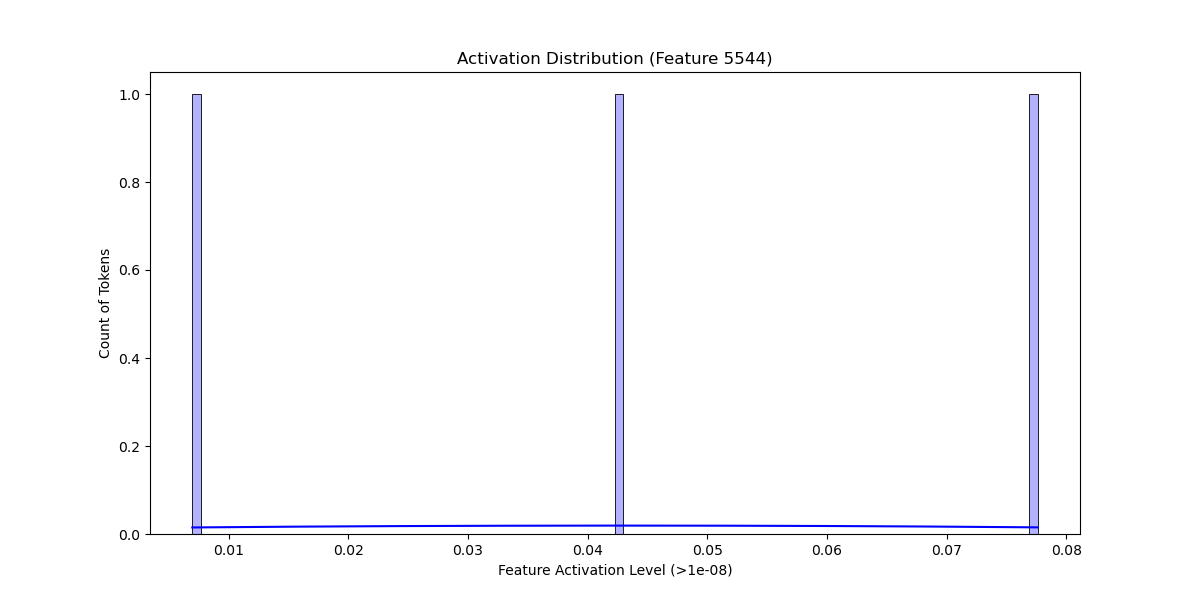 Activation Distribution (Feature 5544)
1.0
0.8
0.6
0.4
0.2
0.0
Count of Tokens
0.01 0.02 0.03 0.04 0.05 0.06 0.07 0.08
Feature Activation Level (>1e-08)